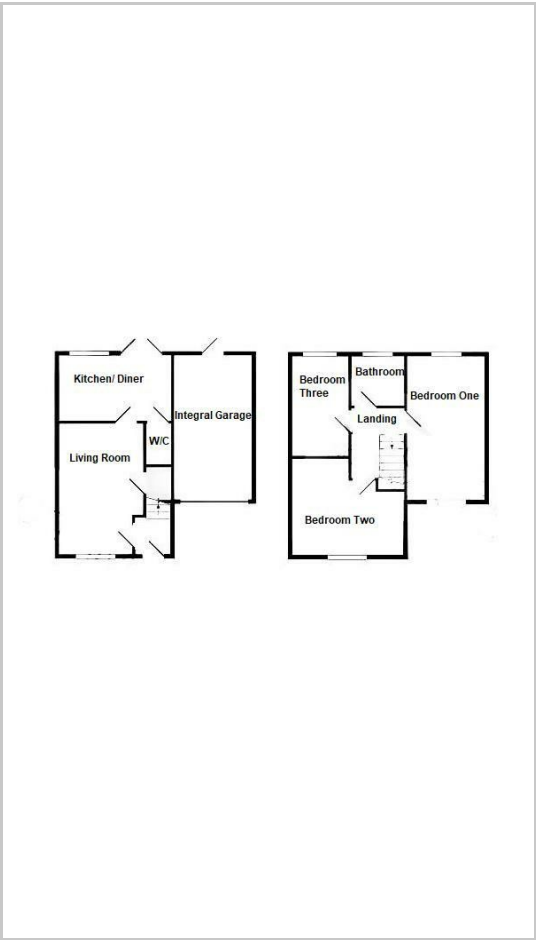 Kitchen/ Diner
Integral Garage
W/C
Living Room
Bathroom
Bedroom
Three
Bedroom One
Landing
Bedroom Two